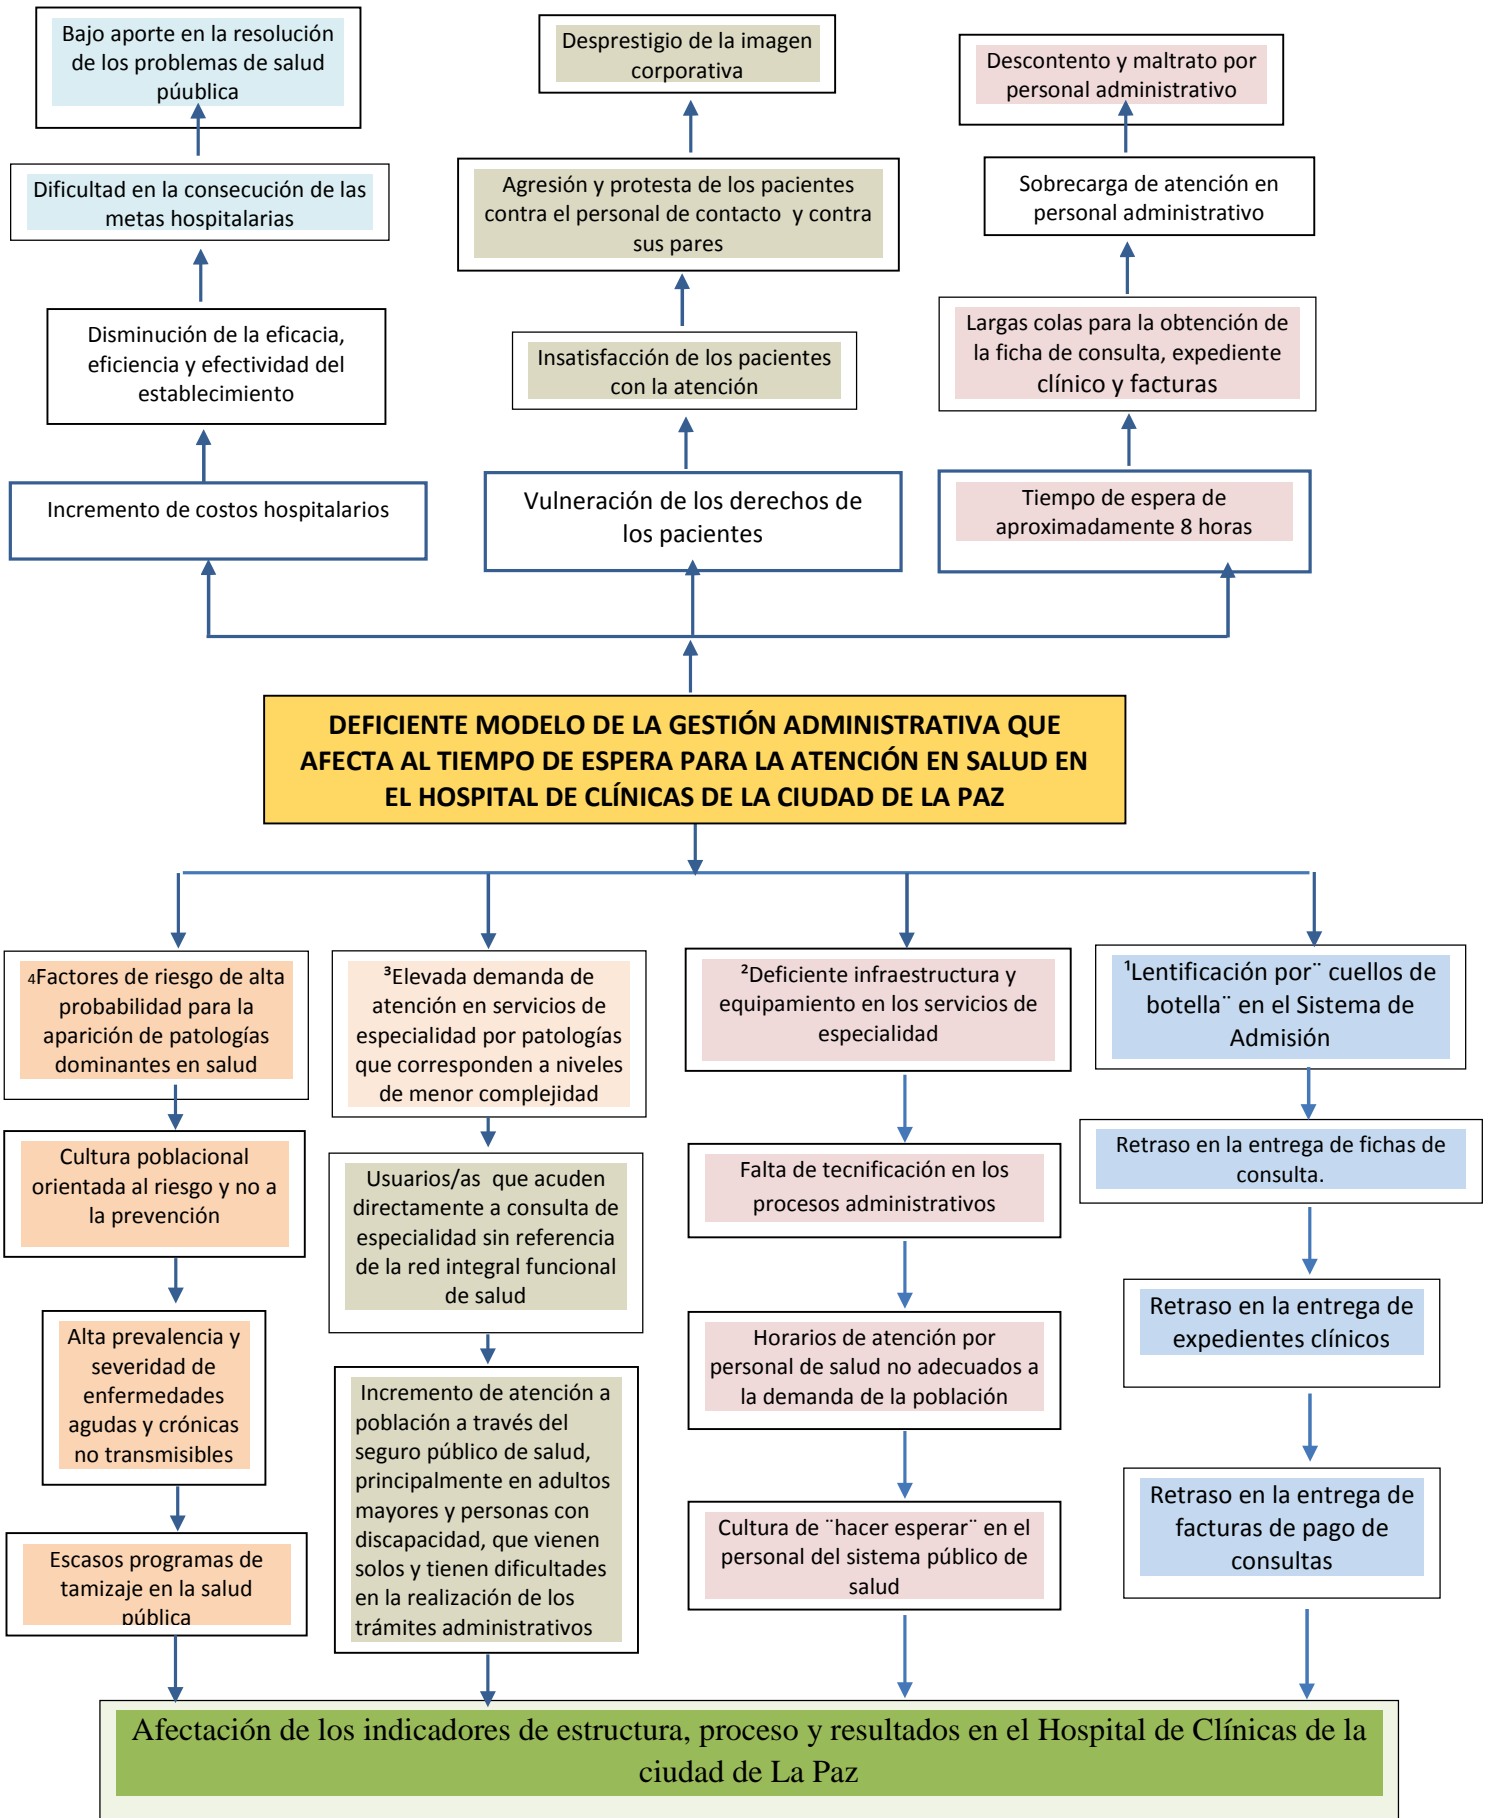 Bajo aporte en la resolución
de los problemas de salud
púublica
Desprestigio de la imagen
corporativa
Descontento y maltrato por
personal administrativo
Dificultad en la consecución de las
metas hospitalarias
Agresión y protesta de los pacientes
contra el personal de contacto y contra
sus pares
Sobrecarga de atención en
personal administrativo
Disminución de la eficacia,
eficiencia y efectividad del
establecimiento
Insatisfacción de los pacientes
con la atención
Largas colas para la obtención de
la ficha de consulta, expediente
clínico y facturas
Incremento de costos hospitalarios
Vulneración de los derechos de
los pacientes
Tiempo de espera de
aproximadamente 8 horas
DEFICIENTE MODELO DE LA GESTIÓN ADMINISTRATIVA QUE
AFECTA AL TIEMPO DE ESPERA PARA LA ATENCIÓN EN SALUD EN
EL HOSPITAL DE CLÍNICAS DE LA CIUDAD DE LA PAZ
4Factores de riesgo de alta
probabilidad para la
aparición de patologías
dominantes en salud
³Elevada demanda de
atención en servicios de
especialidad por patologías
que corresponden a niveles
de menor complejidad
²Deficiente infraestructura y
equipamiento en los servicios de
especialidad
¹Lentificación por¨ cuellos de
botella¨ en el Sistema de
Admisión
Cultura poblacional
orientada al riesgo y no a
la prevención
Usuarios/as que acuden
directamente a consulta de
especialidad sin referencia
de la red integral funcional
de salud
Falta de tecnificación en los
procesos administrativos
Retraso en la entrega de fichas de
consulta.
Alta prevalencia y
severidad de
enfermedades
agudas y crónicas
no transmisibles
Incremento de atención a
población a través del
seguro público de salud,
principalmente en adultos
mayores y personas con
discapacidad, que vienen
solos y tienen dificultades
en la realización de los
trámites administrativos
Horarios de atención por
personal de salud no adecuados a
la demanda de la población
Retraso en la entrega de
expedientes clínicos
Escasos programas de
tamizaje en la salud
pública
Cultura de ¨hacer esperar¨ en el
personal del sistema público de
salud
Retraso en la entrega de
facturas de pago de
consultas
Afectación de los indicadores de estructura, proceso y resultados en el Hospital de Clínicas de la
ciudad de La Paz